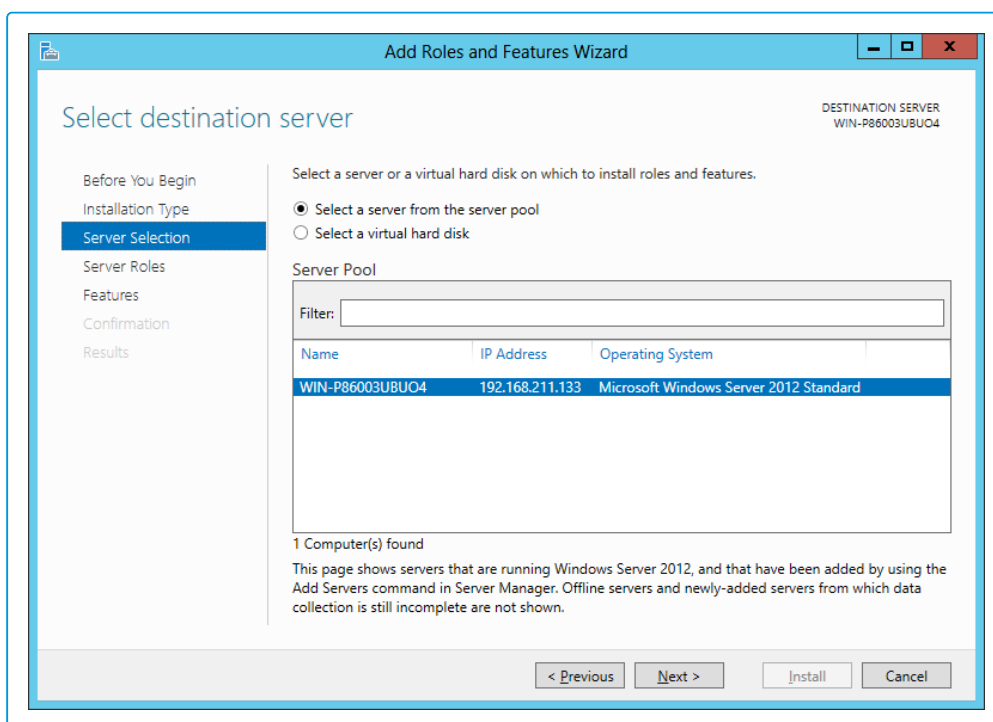 Add Roles and Features Wizard
Select destination server
DESTINATION SERVER
WIN-P86003UBUO4
Before You Begin
Installation Type
Server Selection
Server Roles
Features
Confirmation
Results
Select a server or a virtual hard disk on which to install roles and features.
Select a server from the server pool
Select a virtual hard disk
Server Pool
Filter:
Name IP Address Operating System
WIN-P86003UBUO4 192.168.211.133 Microsoft Windows Server 2012 Standard
1 Computer(s) found
This page shows servers that are running Windows Server 2012, and that have been added by using the
Add Servers command in Server Manager. Offline servers and newly-added servers from which data
collection is still incomplete are not shown.
< Previous Next > Install Cancel